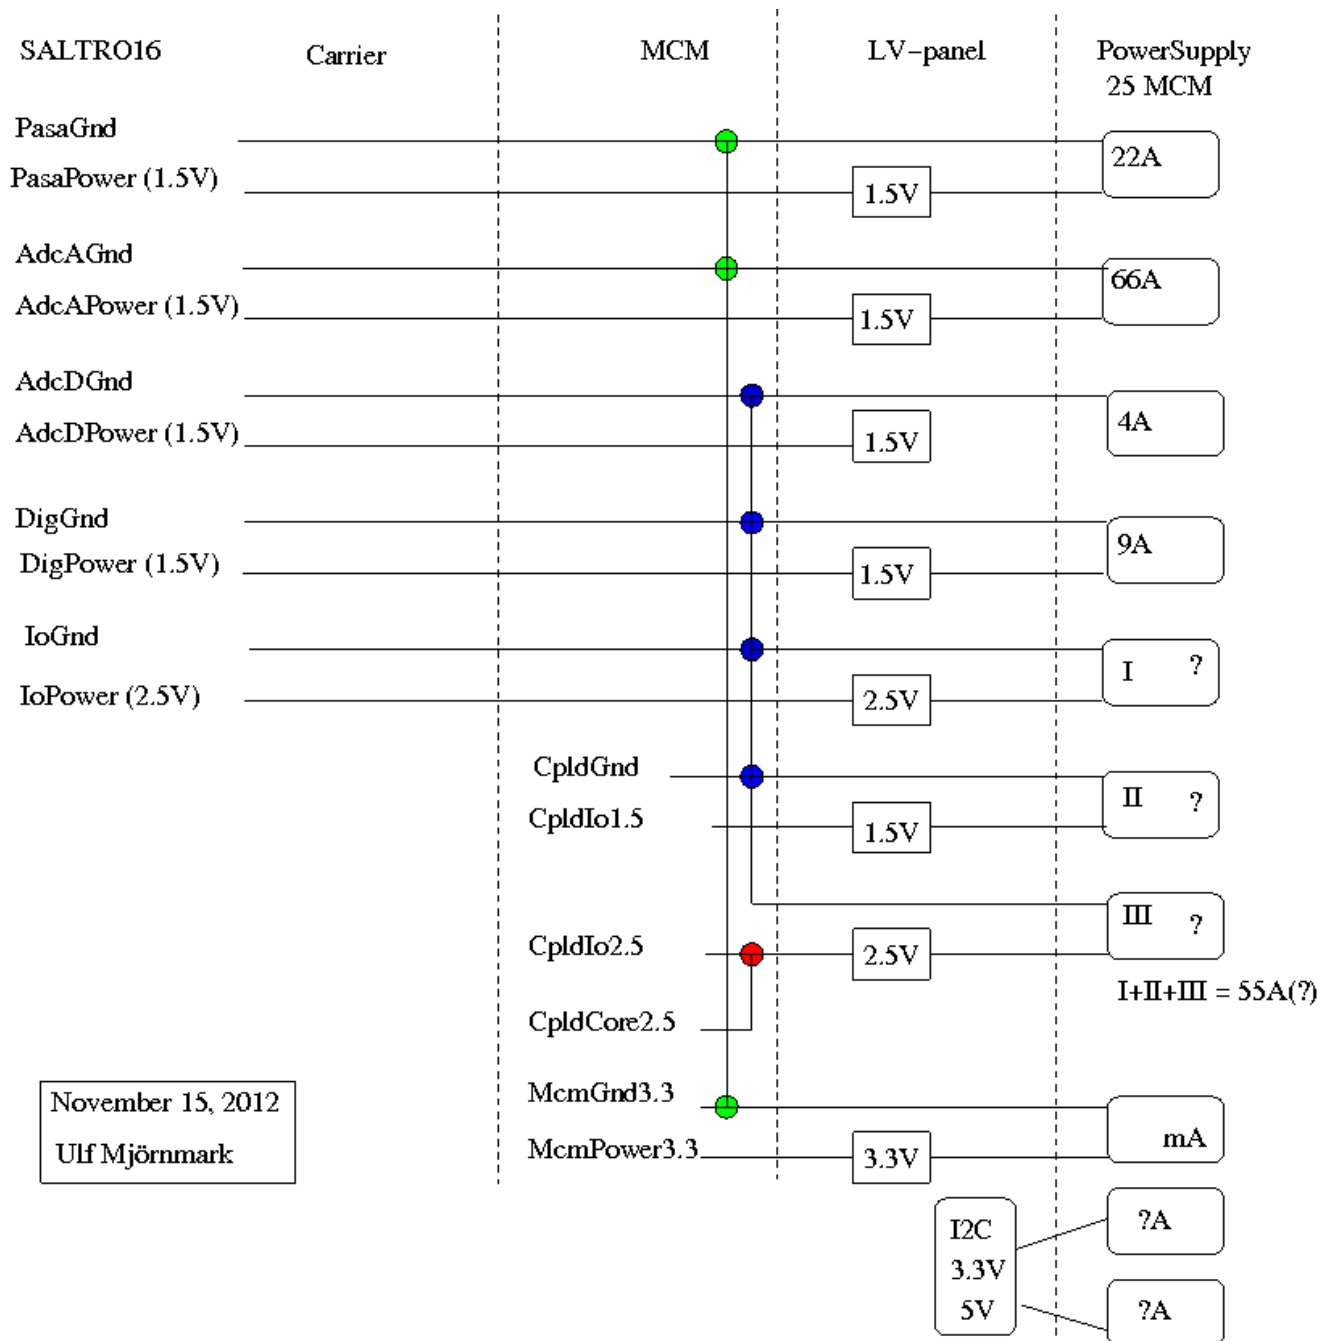 SALTRO16 Carrier MCM LV-panel PowerSupply
25 MCM
PasaGnd
22A
PasaPower (1.5V) 1.5V
AdcAGnd
66A
AdcAPower (1.5V) 1.5V
AdcDGnd
4A
AdcDPower (1.5V) 1.5V
DigGnd
9A
DigPower (1.5V) 1.5V
IoGnd
I ?
IoPower (2.5V) 2.5V
CpldGnd
II ?
CpldIo1.5 1.5V
III ?
CpldIo2.5 2.5V
I+II+III = 55A(?)
CpldCore2.5
McmGnd3.3
mA
McmPower3.3 3.3V
November 15, 2012
Ulf Mjörnmark
I2C
3.3V
5V
?A
?A